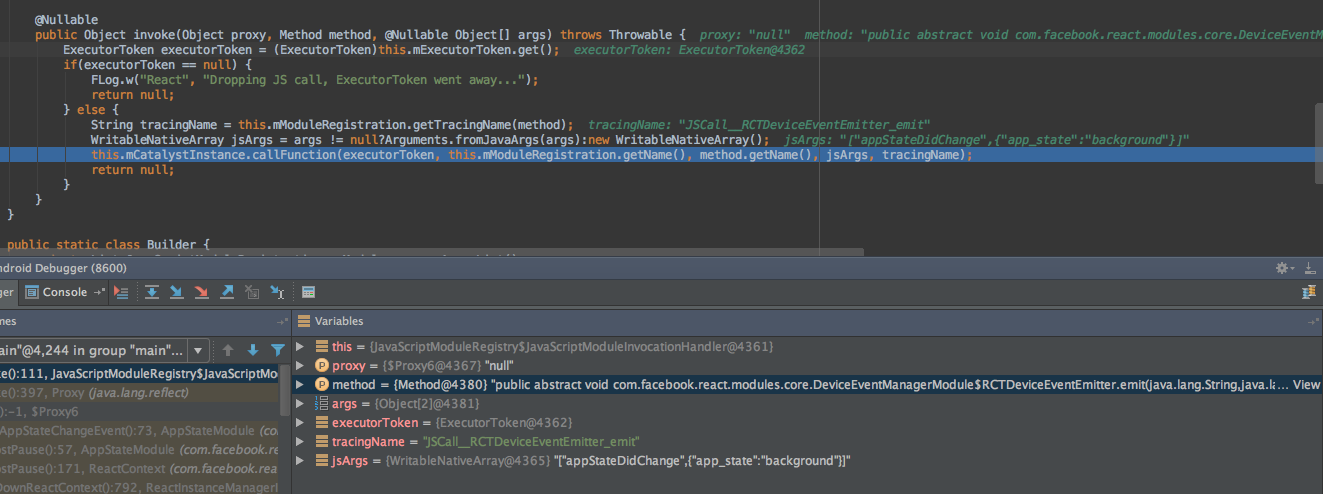 @Nullable
public Object invoke(Object proxy, Method method, @Nullable Object[] args) throws Throwable {  proxy: "null"  method: "public abstract void com.facebook.react.modules.core.DeviceEventM
ExecutorToken executorToken = (ExecutorToken)this.mExecutorToken.get();  executorToken: ExecutorToken@4362
if(executorToken == null) {
FLog.w("React", "Dropping JS call, ExecutorToken went away...");
return null;
} else {
String tracingName = this.mModuleRegistration.getTracingName(method);  tracingName: "JSCall__RCTDeviceEventEmitter_emit"
WritableNativeArray jsArgs = args != null?Arguments.fromJavaArgs(args):new WritableNativeArray();  jsArgs: "["appStateDidChange",{"app_state":"background"}]"
this.mCatalystInstance.callFunction(executorToken, this.mModuleRegistration.getName(), method.getName(), jsArgs, tracingName);
return null;
}
}
}
public static class Builder {
ndroid Debugger (8600)
ger Console
mes
Variables
ain"@4,244 in group "main"...
this = {JavaScriptModuleRegistry$JavaScriptModuleInvocationHandler@4361}
proxy = {$Proxy6@4367} "null"
ke():111, JavaScriptModuleRegistry$JavaScriptMo
method = {Method@4380} "public abstract void com.facebook.react.modules.core.DeviceEventManagerModule$RCTDeviceEventEmitter.emit(java.lang.String,java.l... View
ke():397, Proxy (java.lang.reflect)
args = {Object[2]@4381}
():-1, $Proxy6
executorToken = {ExecutorToken@4362}
AppStateChangeEvent():73, AppStateModule (co
tracingName = "JSCall__RCTDeviceEventEmitter_emit"
ostPause():57, AppStateModule (com.facebook.re
jsArgs = {WritableNativeArray@4365} "["appStateDidChange",{"app_state":"background"}]"
ostPause():171, ReactContext (com.facebook.rea
DownReactContext():792, ReactInstanceManagerI